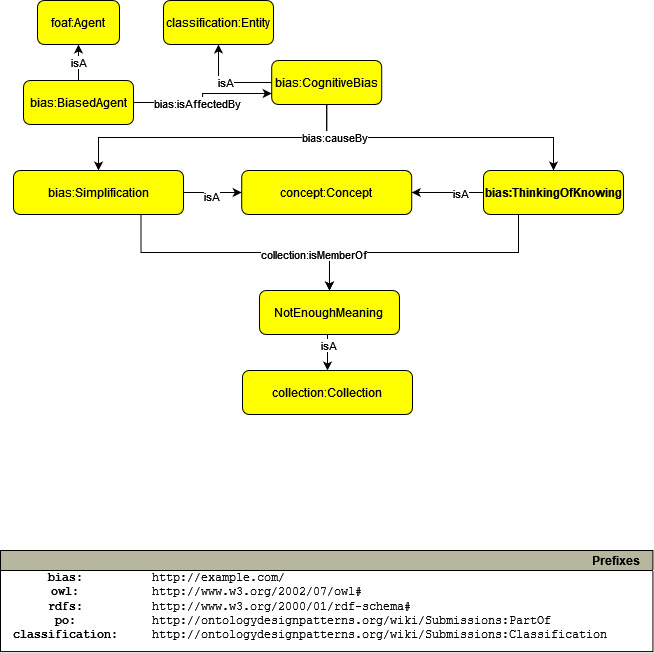 foaf:Agent
classification:Entity
isA
isA
bias:CognitiveBias
bias:BiasedAgent
bias:isAffectedBy
bias:causeBy
bias:Simplification
isA
concept:Concept
isA
bias:ThinkingOfKnowing
collection:isMemberOf
NotEnoughMeaning
isA
collection:Collection
Prefixes
bias: http://example.com/
owl: http://www.w3.org/2002/07/owl#
rdfs: http://www.w3.org/2000/01/rdf-schema#
po: http://ontologydesignpatterns.org/wiki/Submissions:PartOf
classification: http://ontologydesignpatterns.org/wiki/Submissions:Classification